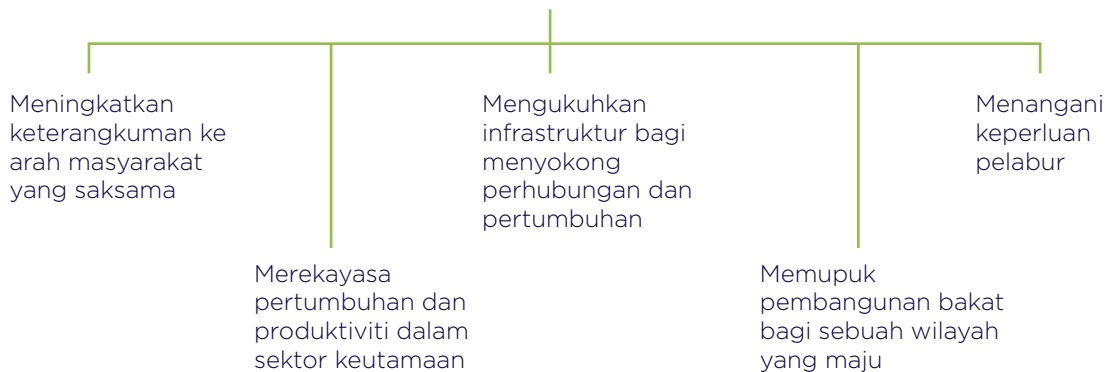 Meningkatkan
keterangkuman ke
arah masyarakat
yang saksama
Merekayasa
pertumbuhan dan
produktiviti dalam
sektor keutamaan
Mengukuhkan
infrastruktur bagi
menyokong
perhubungan dan
pertumbuhan
Memupuk
pembangunan bakat
bagi sebuah wilayah
yang maju
Menangani
keperluan
pelabur